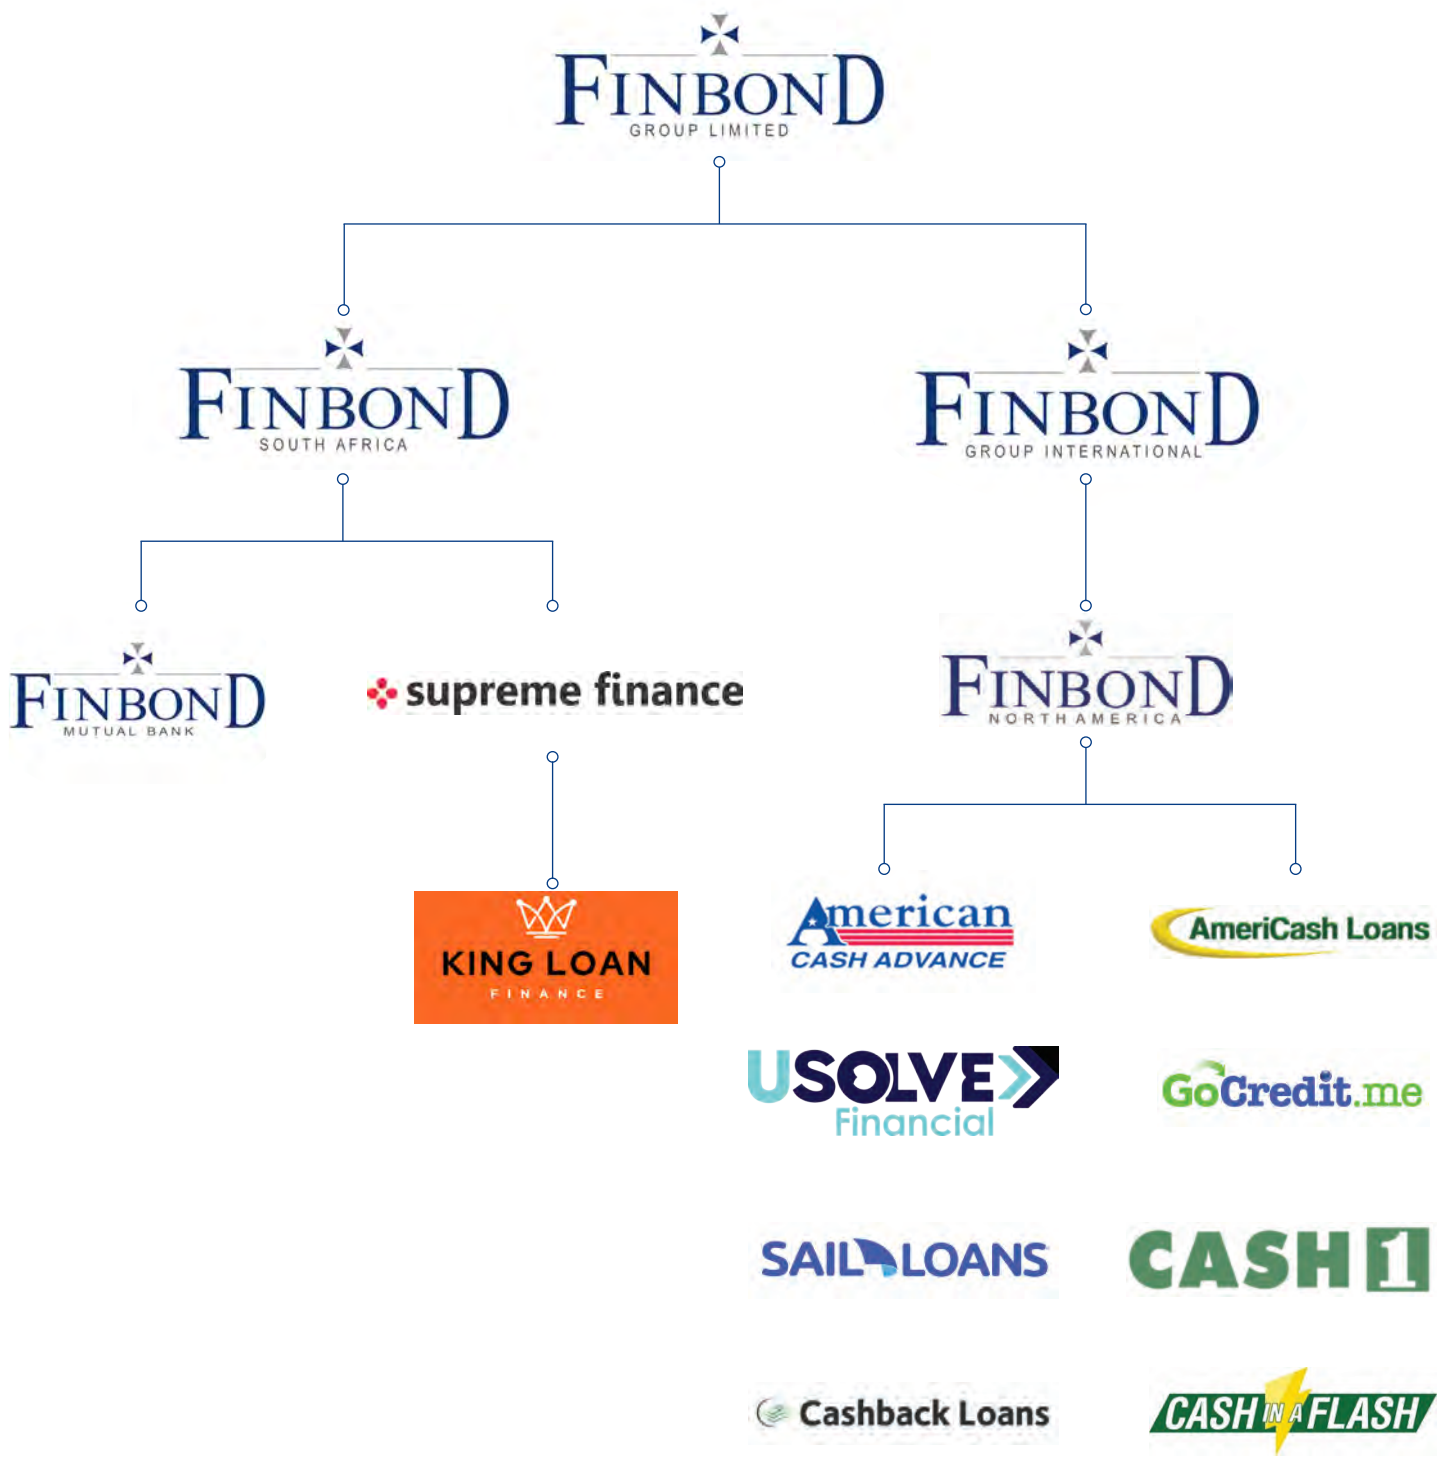 FINBOND
GROUP LIMITED
FINBOND
SOUTH AFRICA
FINBOND
GROUP INTERNATIONAL
FINBOND
MUTUAL BANK
supreme finance
FINBOND
NORTH AMERICA
KING LOAN
FINANCE
American
CASH ADVANCE
AmeriCash Loans
USOLVE
Financial
GoCredit.me
SAIL LOANS
CASH 1
Cashback Loans
CASH IN A FLASH